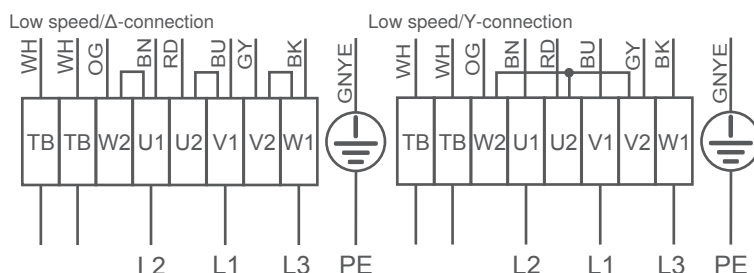 Low speed/Δ-connection
WH WH OG BN RD BU GY BK GNYE
TB TB W2 U1 U2 V1 V2 W1
L2 L1 L3 PE
Low speed/Y-connection
WH WH OG BN RD BU GY BK GNYE
TB TB W2 U1 U2 V1 V2 W1
L2 L1 L3 PE